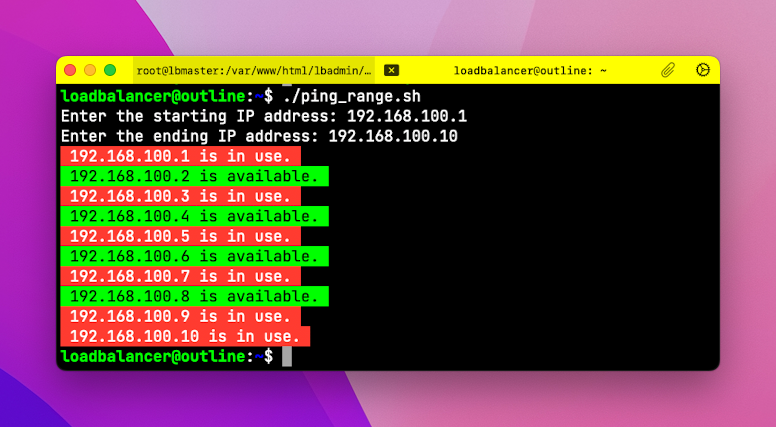 root@lbmaster:/var/www/html/lbadmin/…
loadbalancer@outline: ~
loadbalancer@outline:~$ ./ping_range.sh
Enter the starting IP address: 192.168.100.1
Enter the ending IP address: 192.168.100.10
192.168.100.1 is in use.
192.168.100.2 is available.
192.168.100.3 is in use.
192.168.100.4 is available.
192.168.100.5 is in use.
192.168.100.6 is available.
192.168.100.7 is in use.
192.168.100.8 is available.
192.168.100.9 is in use.
192.168.100.10 is in use.
loadbalancer@outline:~$